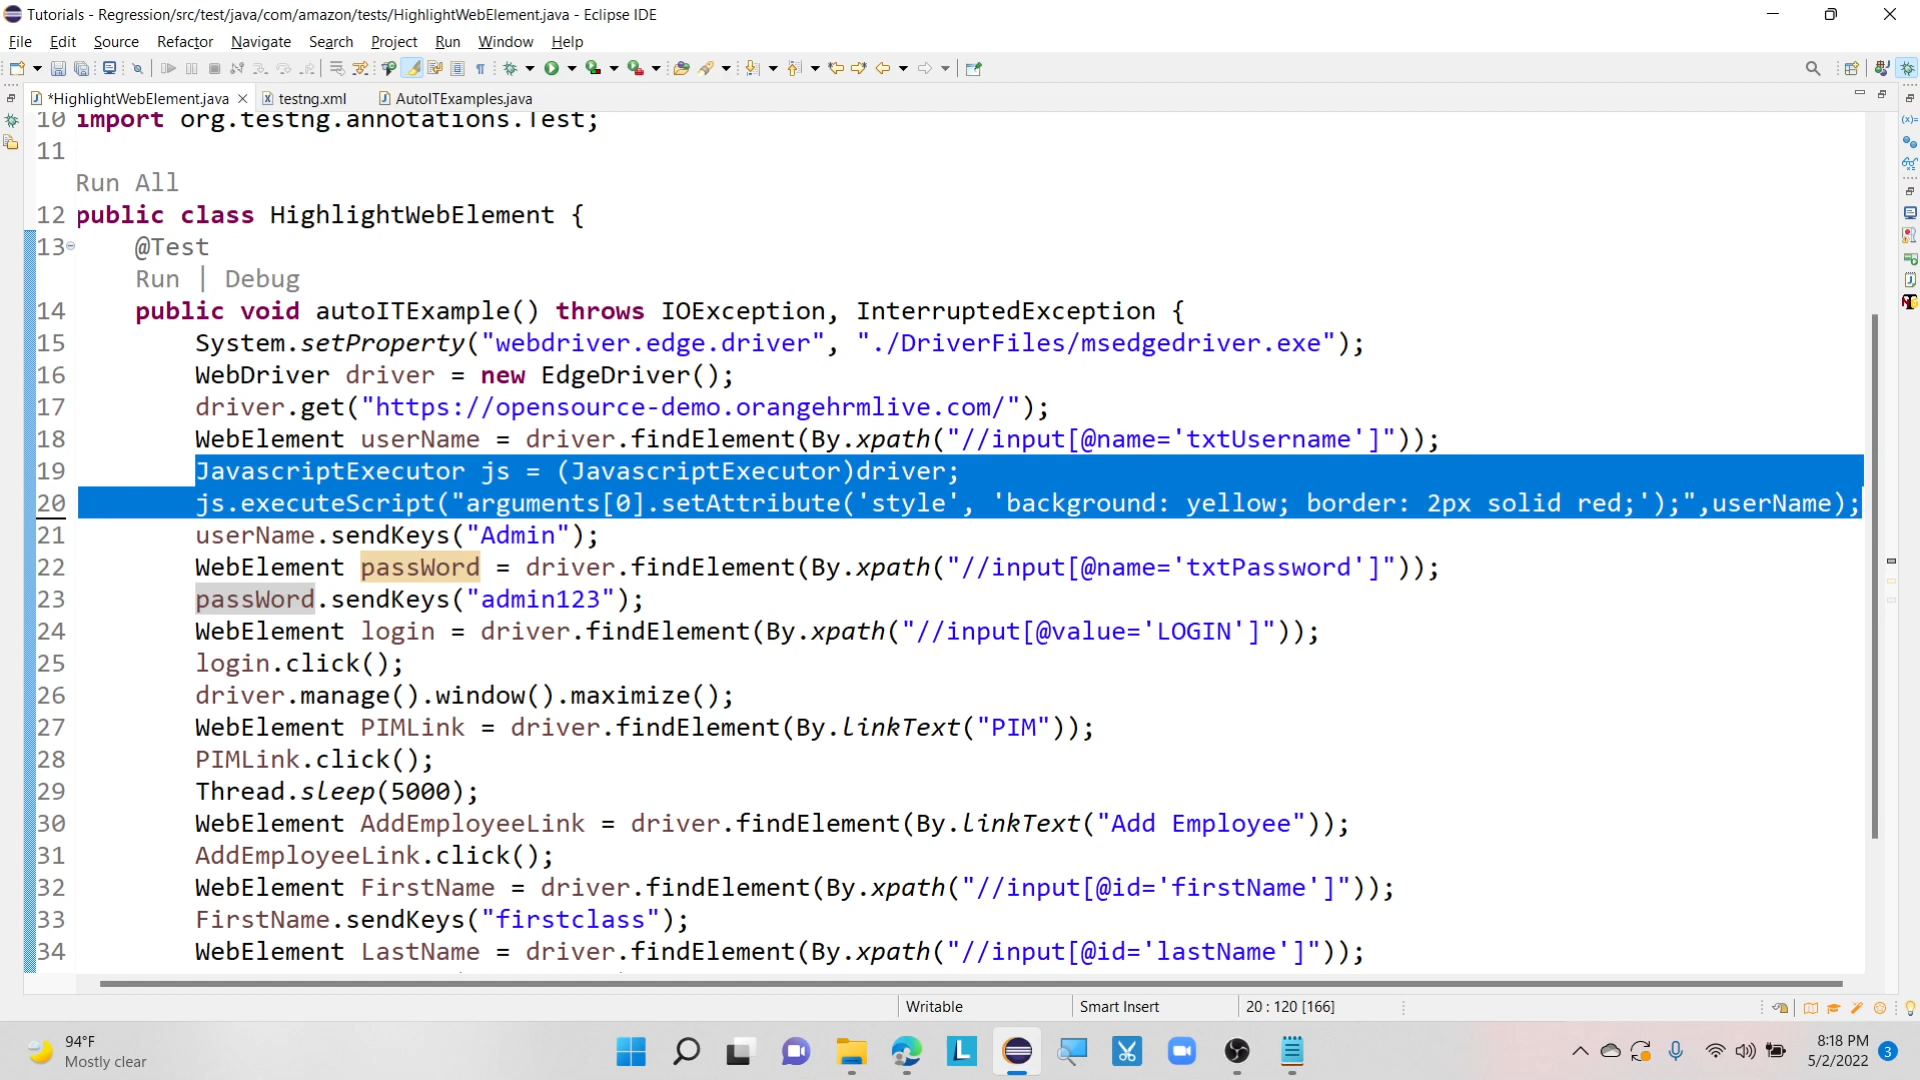 Tutorials - Regression/src/test/java/com/amazon/tests/HighlightWebElement.java - Eclipse IDE
File Edit Source Refactor Navigate Search Project Run Window Help
*HighlightWebElement.java testng.xml AutoITExamples.java
10 import org.testng.annotations.Test;
11
Run All
12 public class HighlightWebElement {
13 @Test
Run | Debug
14 public void autoITExample() throws IOException, InterruptedException {
15 System.setProperty("webdriver.edge.driver", "./DriverFiles/msedgedriver.exe");
16 WebDriver driver = new EdgeDriver();
17 driver.get("https://opensource-demo.orangehrmlive.com/");
18 WebElement userName = driver.findElement(By.xpath("//input[@name='txtUsername']"));
19 JavascriptExecutor js = (JavascriptExecutor)driver;
20 js.executeScript("arguments[0].setAttribute('style', 'background: yellow; border: 2px solid red;');",userName);
21 userName.sendKeys("Admin");
22 WebElement passWord = driver.findElement(By.xpath("//input[@name='txtPassword']"));
23 passWord.sendKeys("admin123");
24 WebElement login = driver.findElement(By.xpath("//input[@value='LOGIN']"));
25 login.click();
26 driver.manage().window().maximize();
27 WebElement PIMLink = driver.findElement(By.linkText("PIM"));
28 PIMLink.click();
29 Thread.sleep(5000);
30 WebElement AddEmployeeLink = driver.findElement(By.linkText("Add Employee"));
31 AddEmployeeLink.click();
32 WebElement FirstName = driver.findElement(By.xpath("//input[@id='firstName']"));
33 FirstName.sendKeys("firstclass");
34 WebElement LastName = driver.findElement(By.xpath("//input[@id='lastName']"));
Writable Smart Insert 20 : 120 [166]
94°F
Mostly clear
8:18 PM
5/2/2022
3